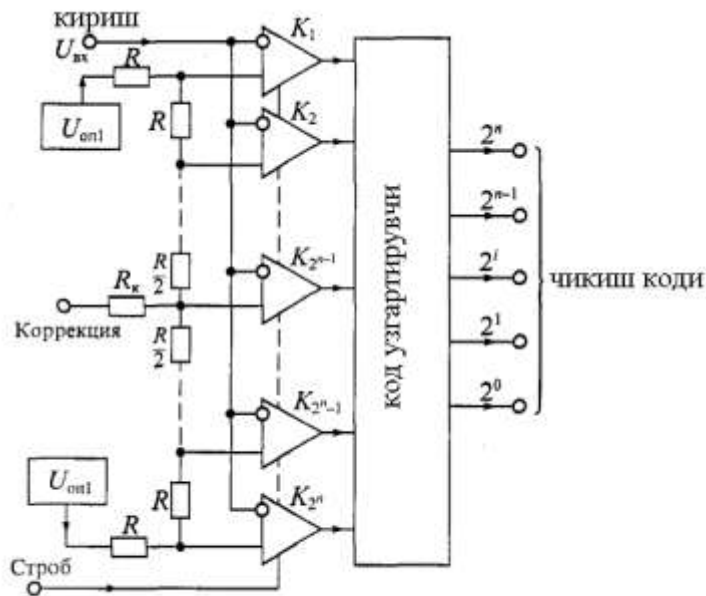 кириш
U_вх
R
U_оп1
R
K_1
K_2
R/2
R_к
Коррекция
R/2
K_{2^{n-1}}
K_{2^n-1}
U_оп1
R
R
K_{2^n}
Строб
код узгартирувчи
2^n
2^{n-1}
2^i
2^1
2^0
чикиш коди